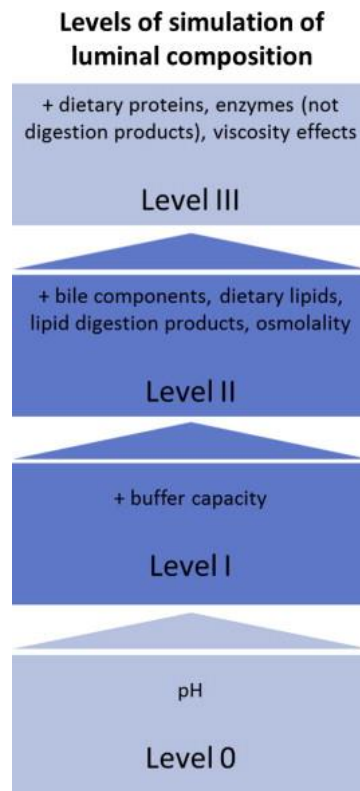 Levels of simulation of
luminal composition
+ dietary proteins, enzymes (not
digestion products), viscosity effects
Level III
+ bile components, dietary lipids,
lipid digestion products, osmolality
Level II
+ buffer capacity
Level I
pH
Level 0